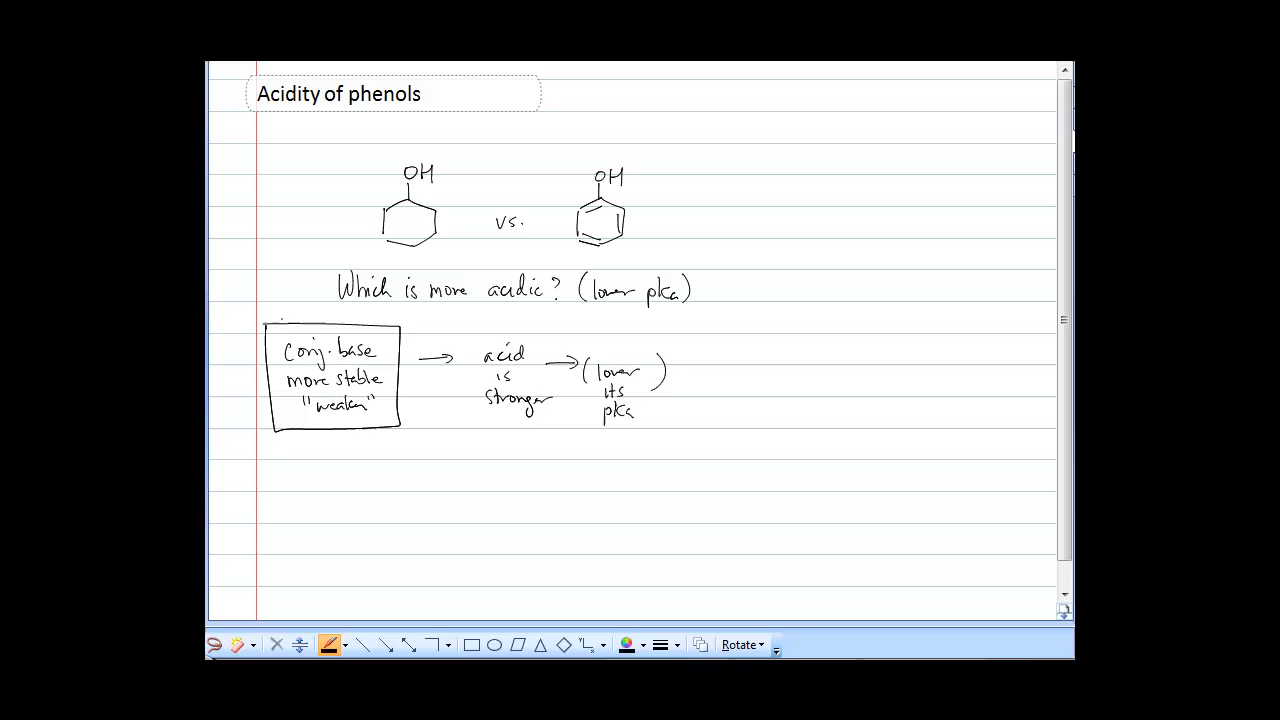 Acidity of phenols
OH
OH
vs.
Which is more acidic? (lower pka)
conj. base
more stable
"weaker"
→ acid
is
stronger
→ (lower)
its
pka
Rotate